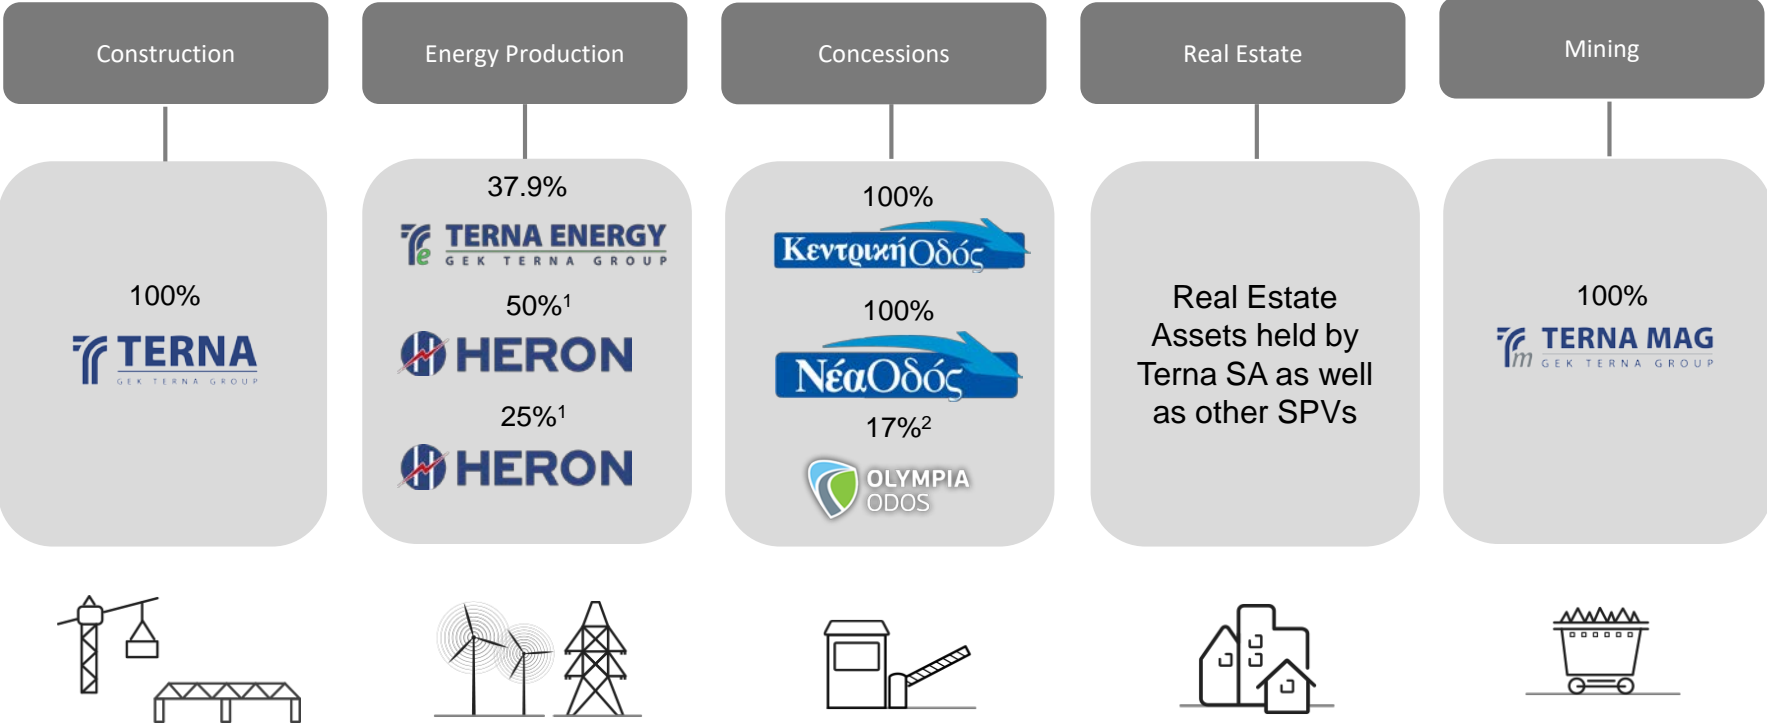 Construction
Energy Production
Concessions
Real Estate
Mining
100%
TERNA
GEK TERNA GROUP
37.9%
TERNA ENERGY
GEK TERNA GROUP
50%1
HERON
25%1
HERON
100%
ΚεντρικήΟδός
100%
ΝέαΟδός
17%2
OLYMPIA
ODOS
Real Estate
Assets held by
Terna SA as well
as other SPVs
100%
TERNA MAG
GEK TERNA GROUP